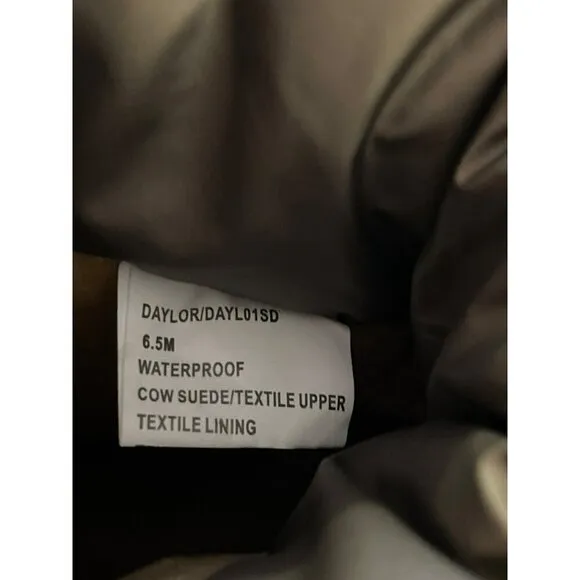 DAYLOR/DAYL01SD
6.5M
WATERPROOF
COW SUEDE/TEXTILE UPPER
TEXTILE LINING